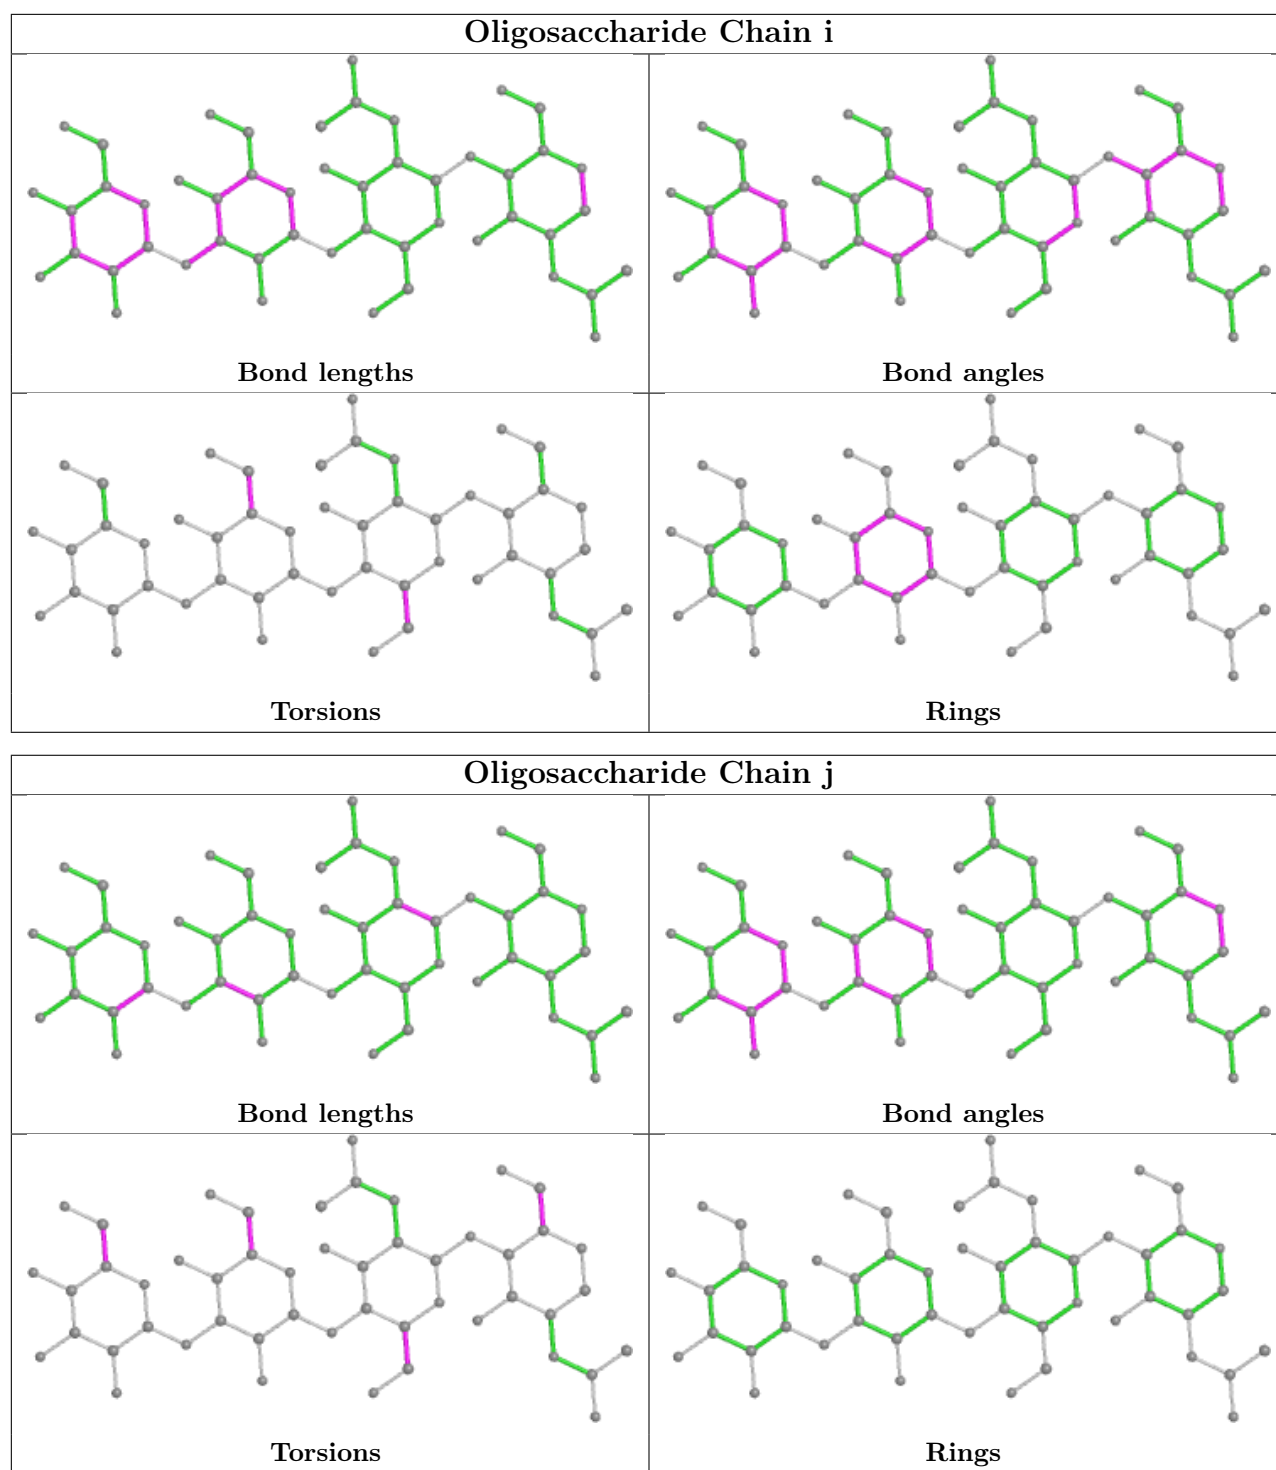 Oligosaccharide Chain i
Bond lengths
Bond angles
Torsions
Rings
Oligosaccharide Chain j
Bond lengths
Bond angles
Torsions
Rings